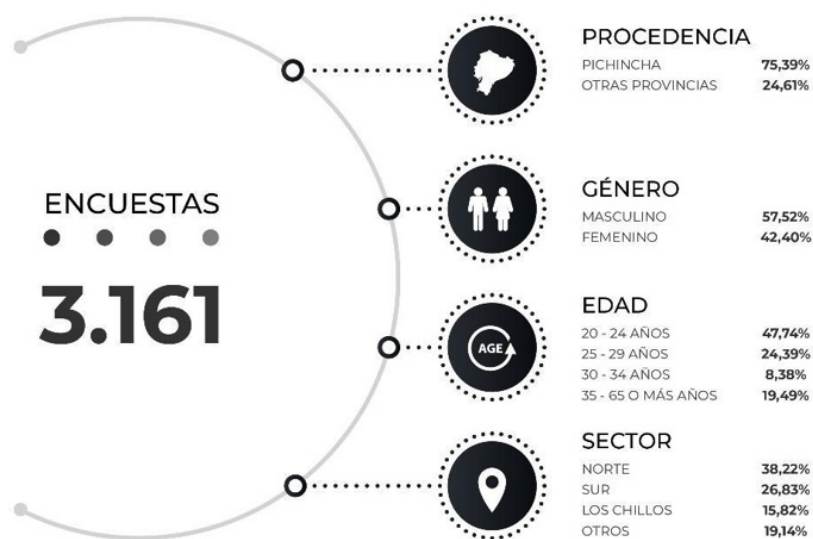 ENCUESTAS
3.161
PROCEDENCIA
PICHINCHA 75,39%
OTRAS PROVINCIAS 24,61%
GÉNERO
MASCULINO 57,52%
FEMENINO 42,40%
AGE
EDAD
20 - 24 AÑOS 47,74%
25 - 29 AÑOS 24,39%
30 - 34 AÑOS 8,38%
35 - 65 O MÁS AÑOS 19,49%
SECTOR
NORTE 38,22%
SUR 26,83%
LOS CHILLOS 15,82%
OTROS 19,14%